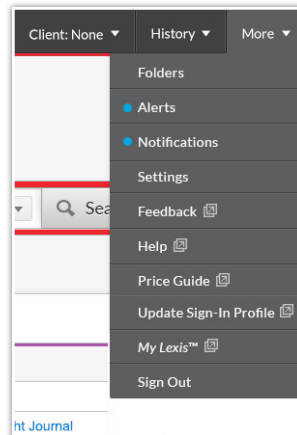 Client: None ▼ History ▼ More ▼
Folders
Alerts
Notifications
Settings
Sea
Feedback
Help
Price Guide
Update Sign-In Profile
My Lexis™
Sign Out
ht Journal